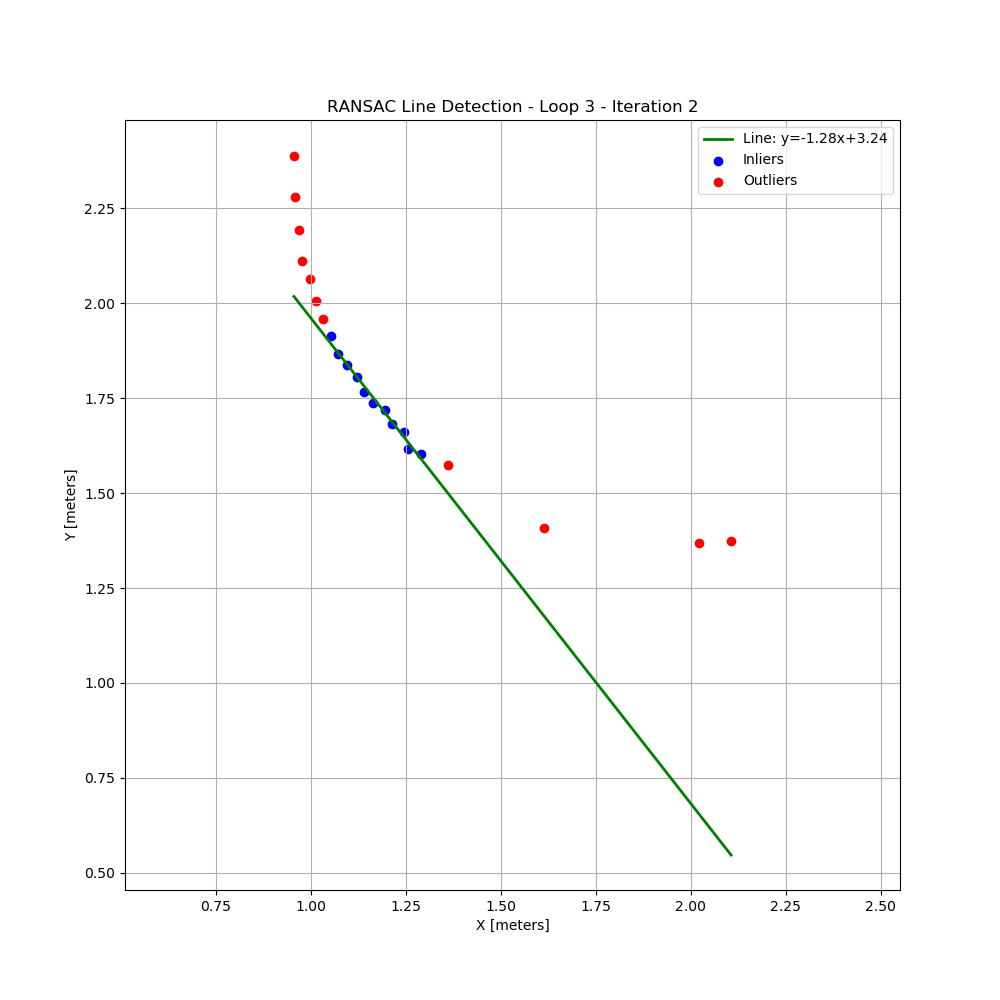 RANSAC Line Detection - Loop 3 - Iteration 2
Line: y=-1.28x+3.24
Inliers
Outliers
2.25
2.00
1.75
1.50
1.25
1.00
0.75
0.50
Y [meters]
0.75 1.00 1.25 1.50 1.75 2.00 2.25 2.50
X [meters]